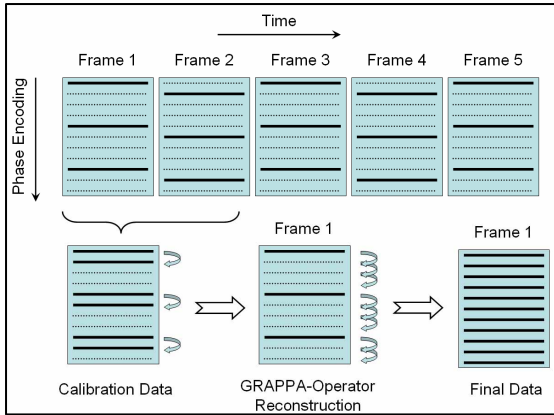 Time
Frame 1 Frame 2 Frame 3 Frame 4 Frame 5
Phase Encoding
Frame 1
Frame 1
Calibration Data
GRAPPA-Operator
Reconstruction
Final Data